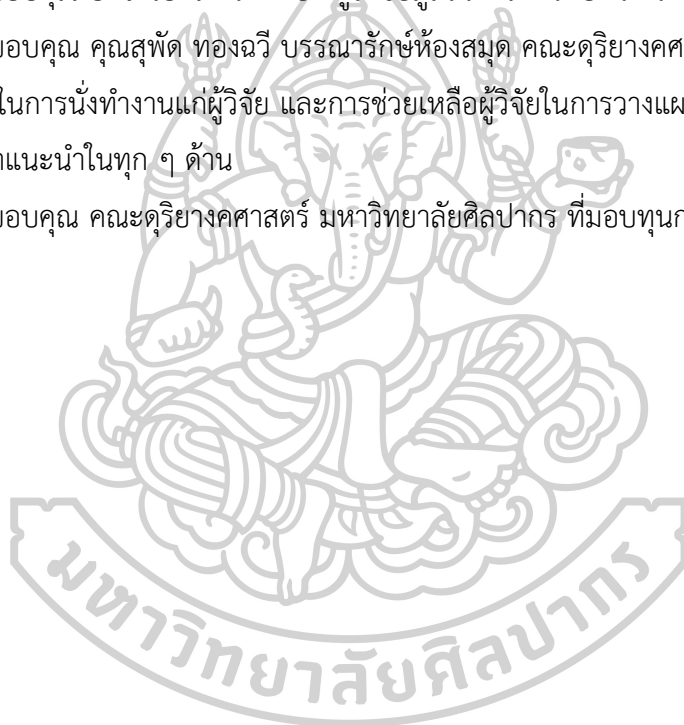 อบคุณ คุณสุพัด ทองฉวี บรรณารักษ์ห้องสมุด คณะดุริยางคศา
ในการนั่งทำงานแก่ผู้วิจัย และการช่วยเหลือผู้วิจัยในการวางแผ
าแนะนำในทุก ๆ ด้าน
อบคุณ คณะดุริยางคศาสตร์ มหาวิทยาลัยศิลปากร ที่มอบทุนก
มหาวิทยาลัยศิลปากร